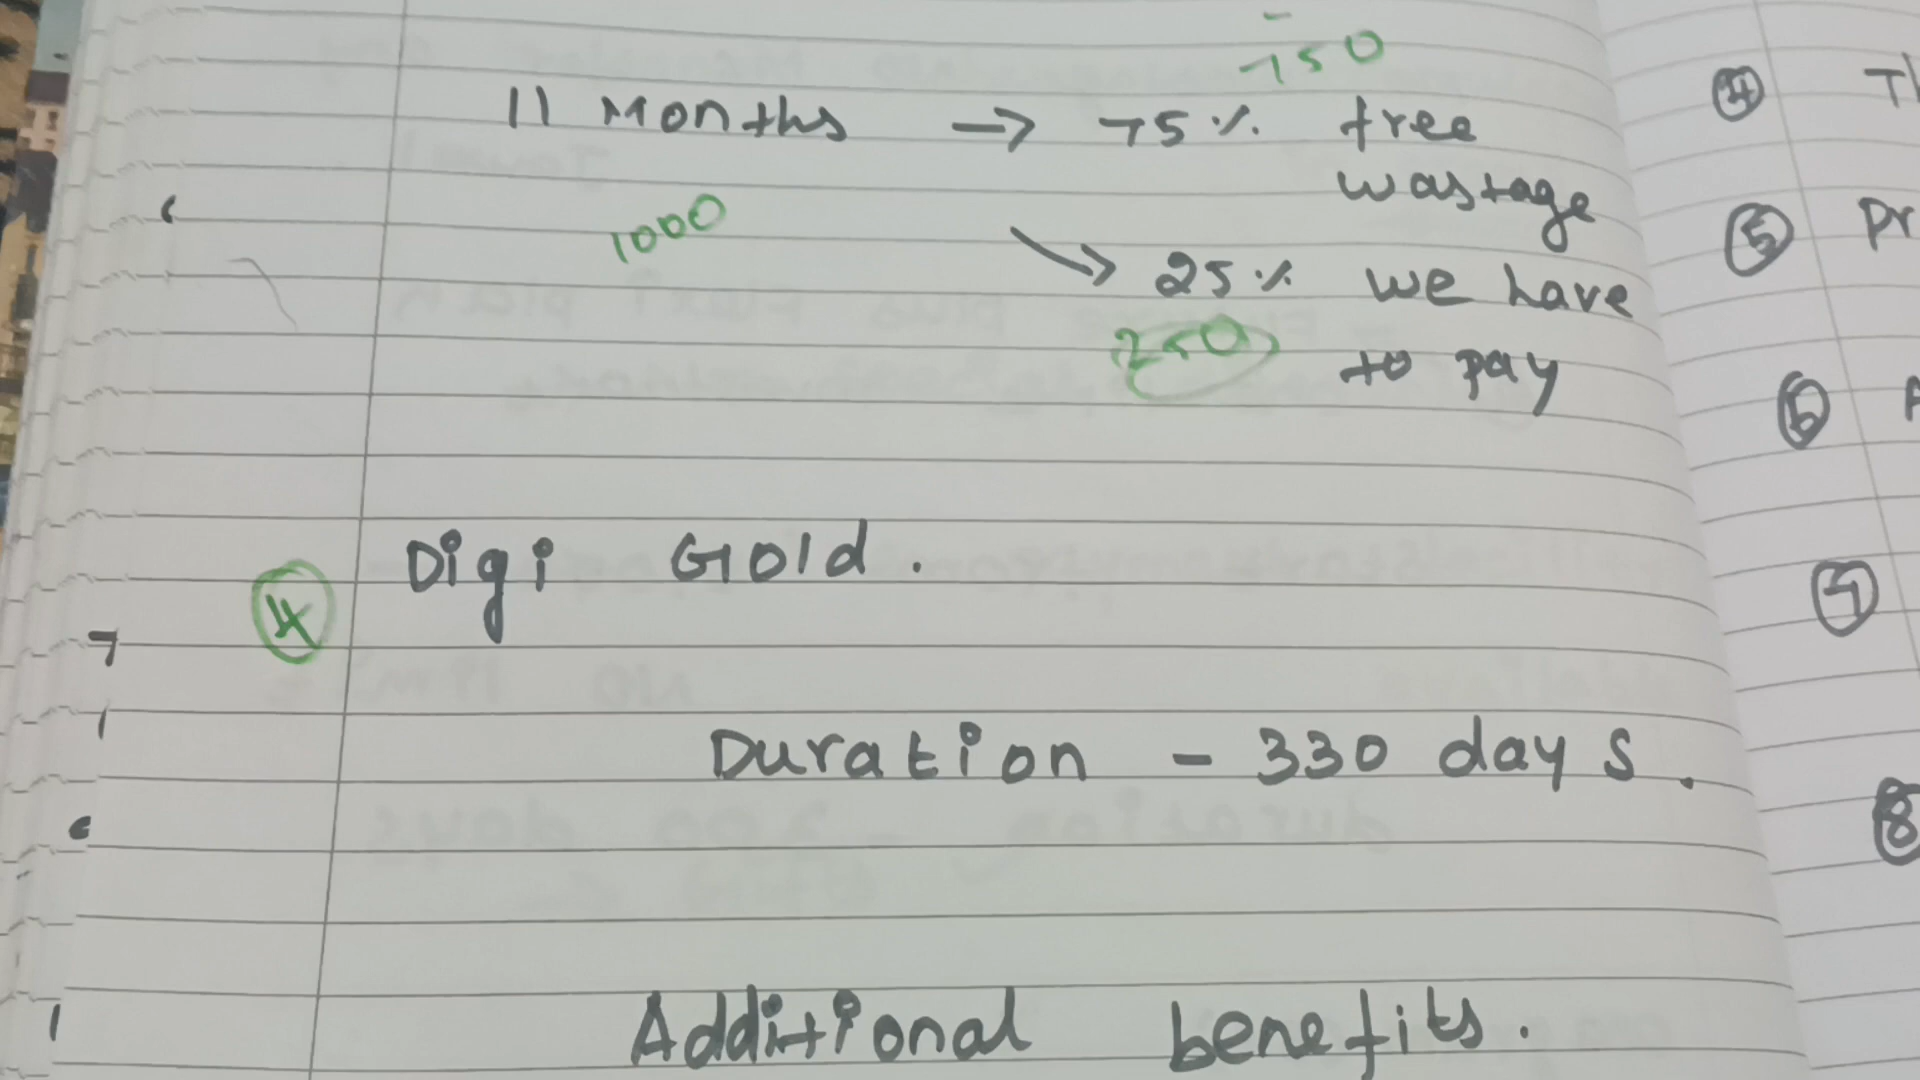 750
11 Months → 75% free
wastage
1000
→ 25% we have
250
to pay
④ Digi Gold.
Duration - 330 days.
Additional benefits.
④ Th
⑤ Pr
⑥ A
⑦
⑧